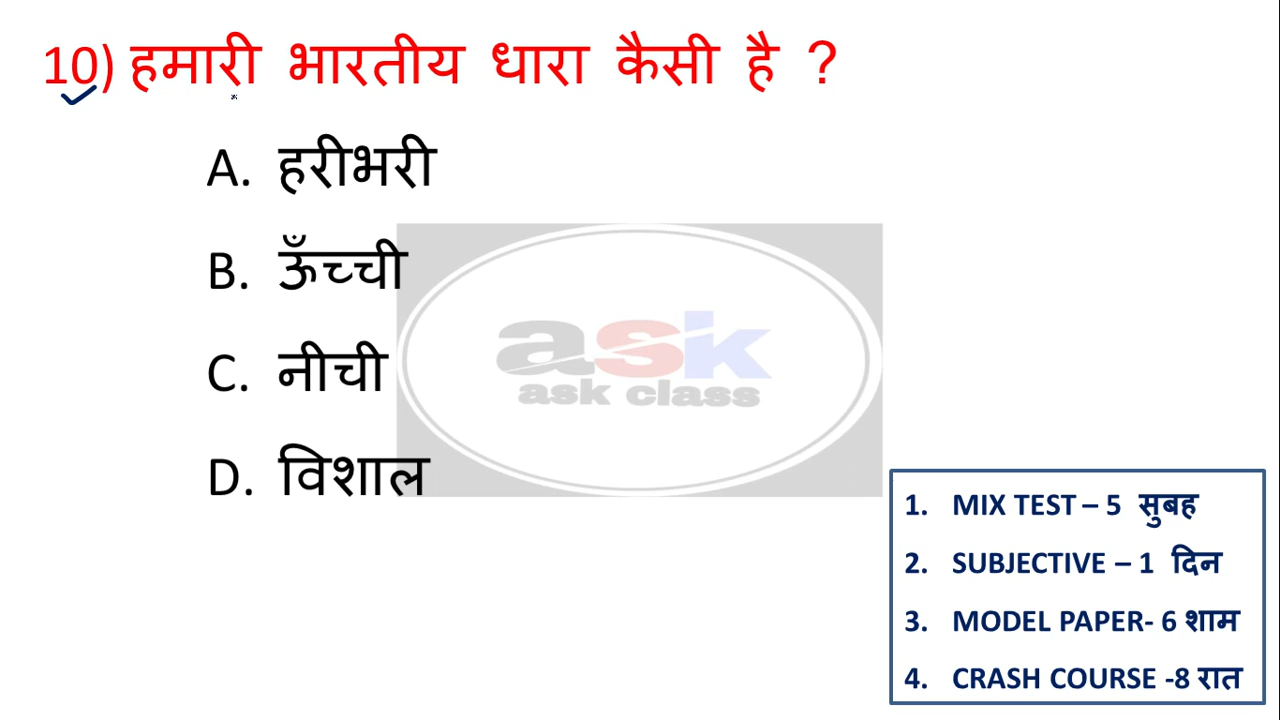 10) हमारी भारतीय धारा कैसी है ?
A. हरीभरी
B. ऊँच्ची
C. नीची
D. विशाल
ask
ask class
1. MIX TEST – 5 सुबह
2. SUBJECTIVE – 1 दिन
3. MODEL PAPER- 6 शाम
4. CRASH COURSE -8 रात